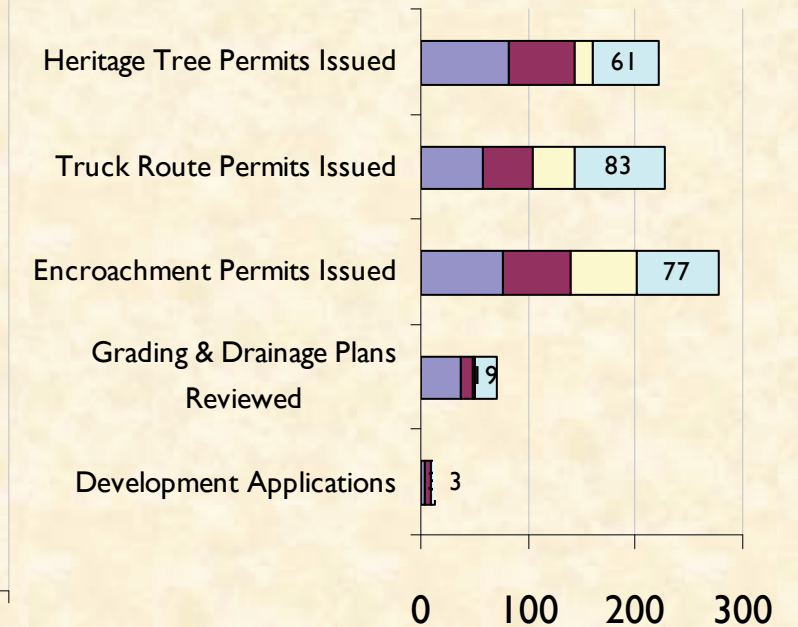 Heritage Tree Permits Issued
61
Truck Route Permits Issued
83
Encroachment Permits Issued
77
Grading & Drainage Plans
Reviewed
19
Development Applications
3
0 100 200 300